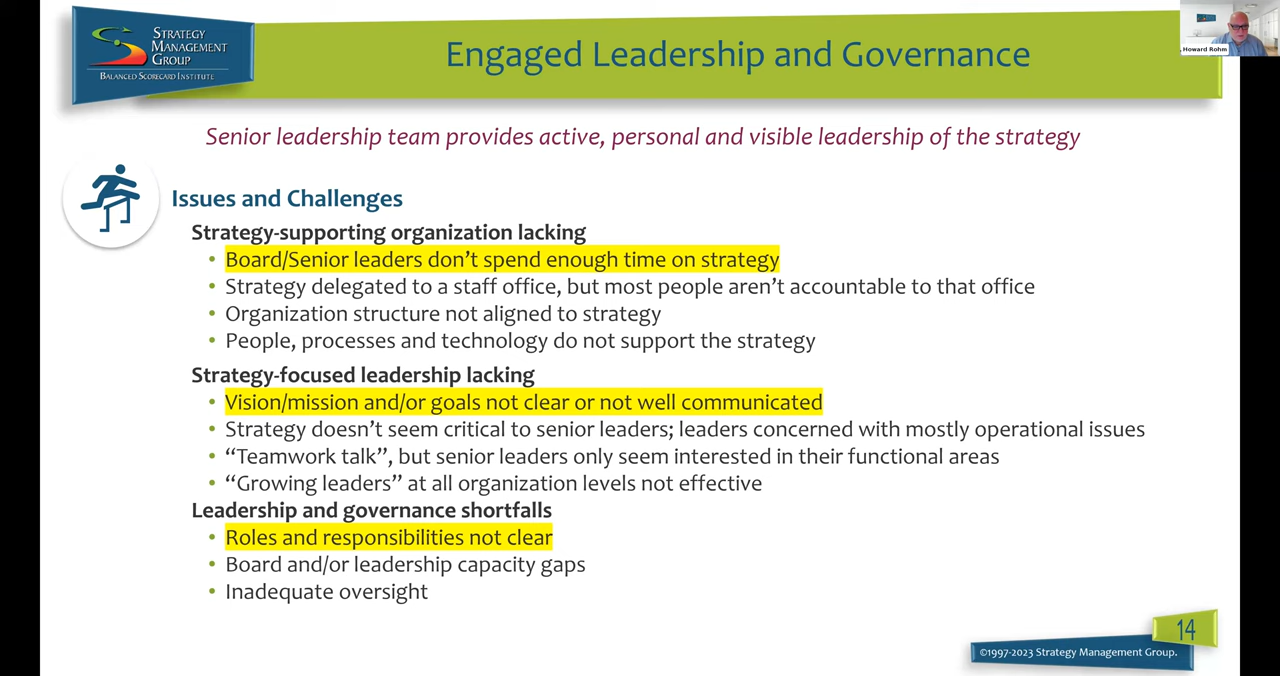 STRATEGY
MANAGEMENT
GROUP
BALANCED SCORECARD INSTITUTE
Engaged Leadership and Governance
Howard Rohm
Senior leadership team provides active, personal and visible leadership of the strategy
Issues and Challenges
Strategy-supporting organization lacking
• Board/Senior leaders don’t spend enough time on strategy
• Strategy delegated to a staff office, but most people aren’t accountable to that office
• Organization structure not aligned to strategy
• People, processes and technology do not support the strategy
Strategy-focused leadership lacking
• Vision/mission and/or goals not clear or not well communicated
• Strategy doesn’t seem critical to senior leaders; leaders concerned with mostly operational issues
• “Teamwork talk”, but senior leaders only seem interested in their functional areas
• “Growing leaders” at all organization levels not effective
Leadership and governance shortfalls
• Roles and responsibilities not clear
• Board and/or leadership capacity gaps
• Inadequate oversight
14
©1997-2023 Strategy Management Group.